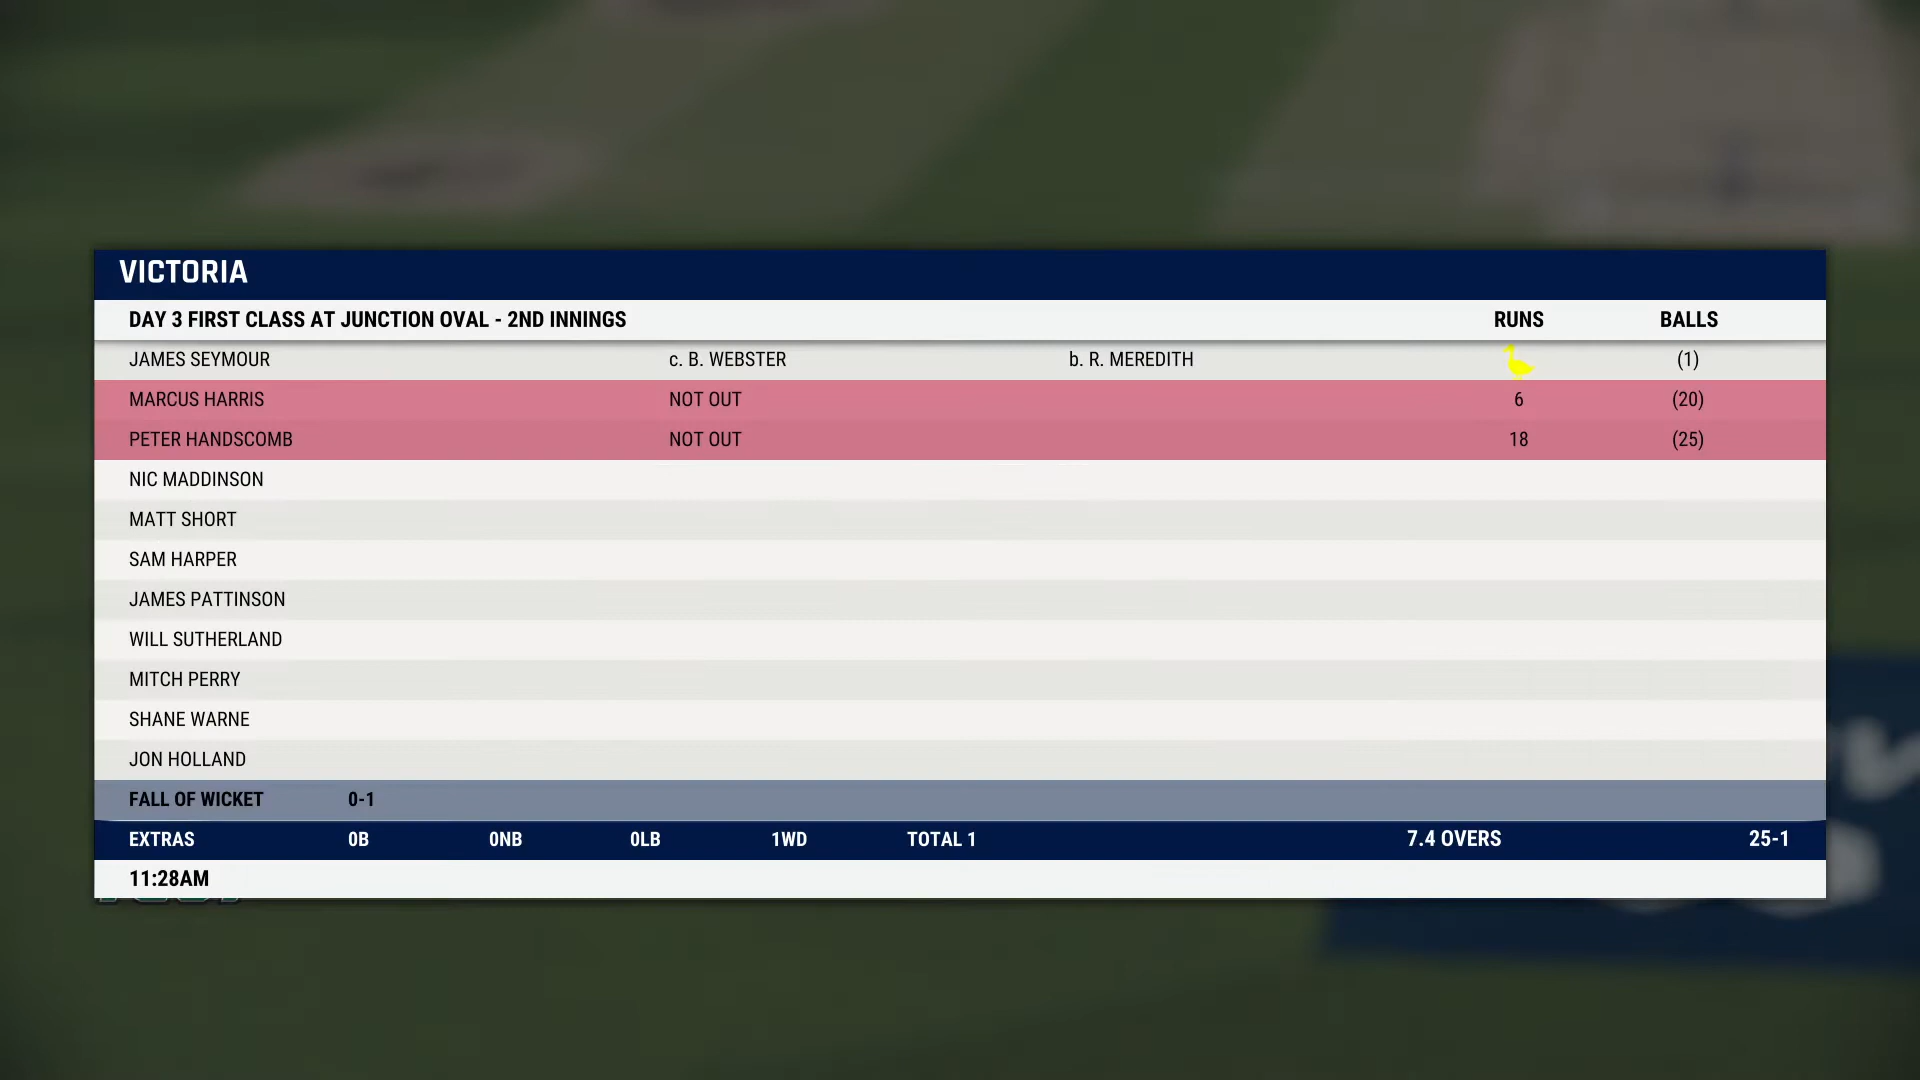 VICTORIA
DAY 3 FIRST CLASS AT JUNCTION OVAL - 2ND INNINGS RUNS BALLS
JAMES SEYMOUR c. B. WEBSTER b. R. MEREDITH (1)
MARCUS HARRIS NOT OUT 6 (20)
PETER HANDSCOMB NOT OUT 18 (25)
NIC MADDINSON
MATT SHORT
SAM HARPER
JAMES PATTINSON
WILL SUTHERLAND
MITCH PERRY
SHANE WARNE
JON HOLLAND
FALL OF WICKET 0-1
EXTRAS 0B 0NB 0LB 1WD TOTAL 1 7.4 OVERS 25-1
11:28AM